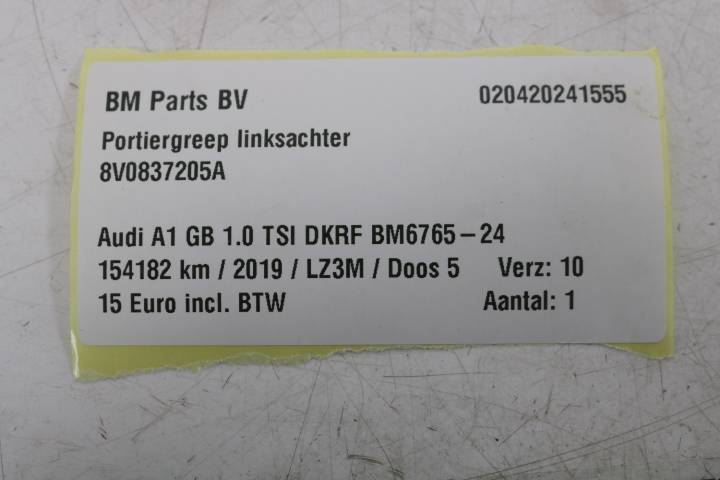 BM Parts BV 020420241555
Portiergreep linksachter
8V0837205A
Audi A1 GB 1.0 TSI DKRF BM6765-24
154182 km / 2019 / LZ3M / Doos 5 Verz: 10
15 Euro incl. BTW Aantal: 1